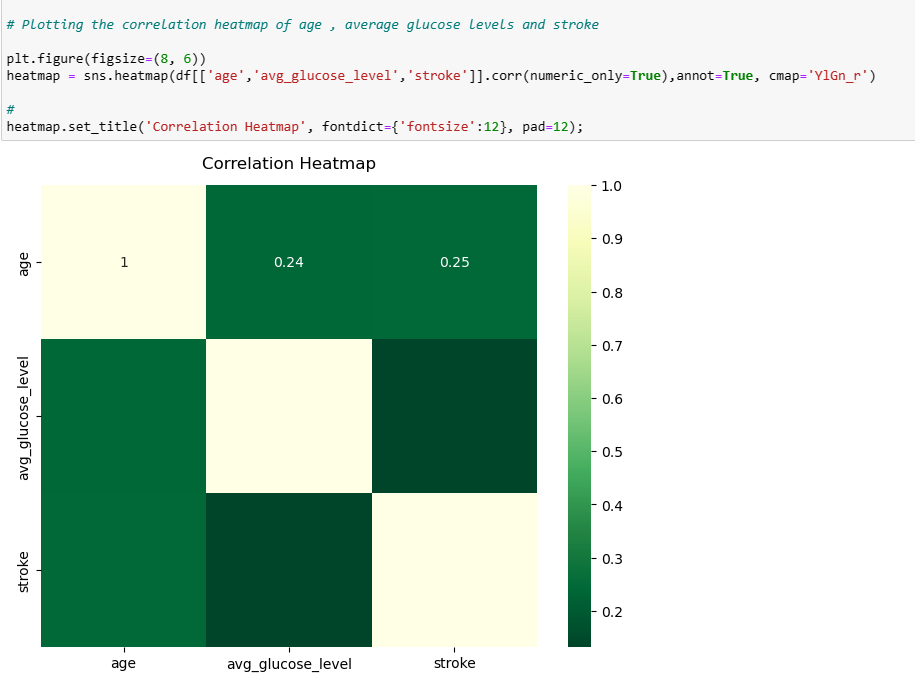 # Plotting the correlation heatmap of age , average glucose levels and stroke
plt.figure(figsize=(8, 6))
heatmap = sns.heatmap(df[['age','avg_glucose_level','stroke']].corr(numeric_only=True),annot=True, cmap='YlGn_r')
#
heatmap.set_title('Correlation Heatmap', fontdict={'fontsize':12}, pad=12);
Correlation Heatmap
age
1
0.24
0.25
avg_glucose_level
stroke
age
avg_glucose_level
stroke
1.0
0.9
0.8
0.7
0.6
0.5
0.4
0.3
0.2